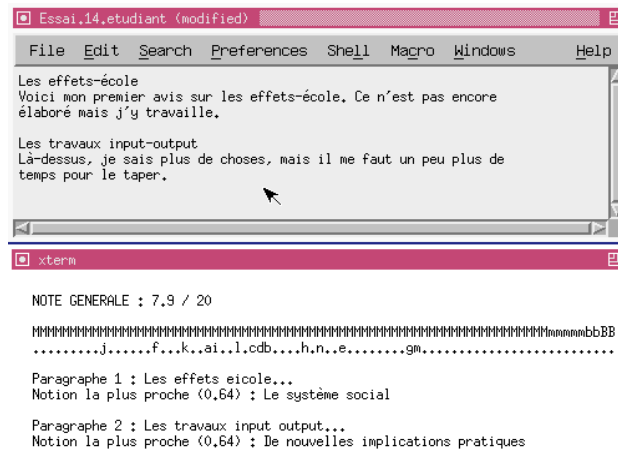 Essai.14.etudiant (modified)
File Edit Search Preferences Shell Macro Windows Help
Les effets-école
Voici mon premier avis sur les effets-école. Ce n'est pas encore
élaboré mais j'y travaille.
Les travaux input-output
Là-dessus, je sais plus de choses, mais il me faut un peu plus de
temps pour le taper.
xterm
NOTE GENERALE : 7.9 / 20
MMMMMMMMMMMMMMMMMMMMMMMMMMMMMMMMMMMMMMMMMMMMMMMMMMMMMMMMMMMMMMMMMMMMMMMMmmmmmbbBB
.........j......f...k..ai..l.cdb....h.n..e........gm..........................
Paragraphe 1 : Les effets eicole...
Notion la plus proche (0.64) : Le système social
Paragraphe 2 : Les travaux input output...
Notion la plus proche (0.64) : De nouvelles implications pratiques